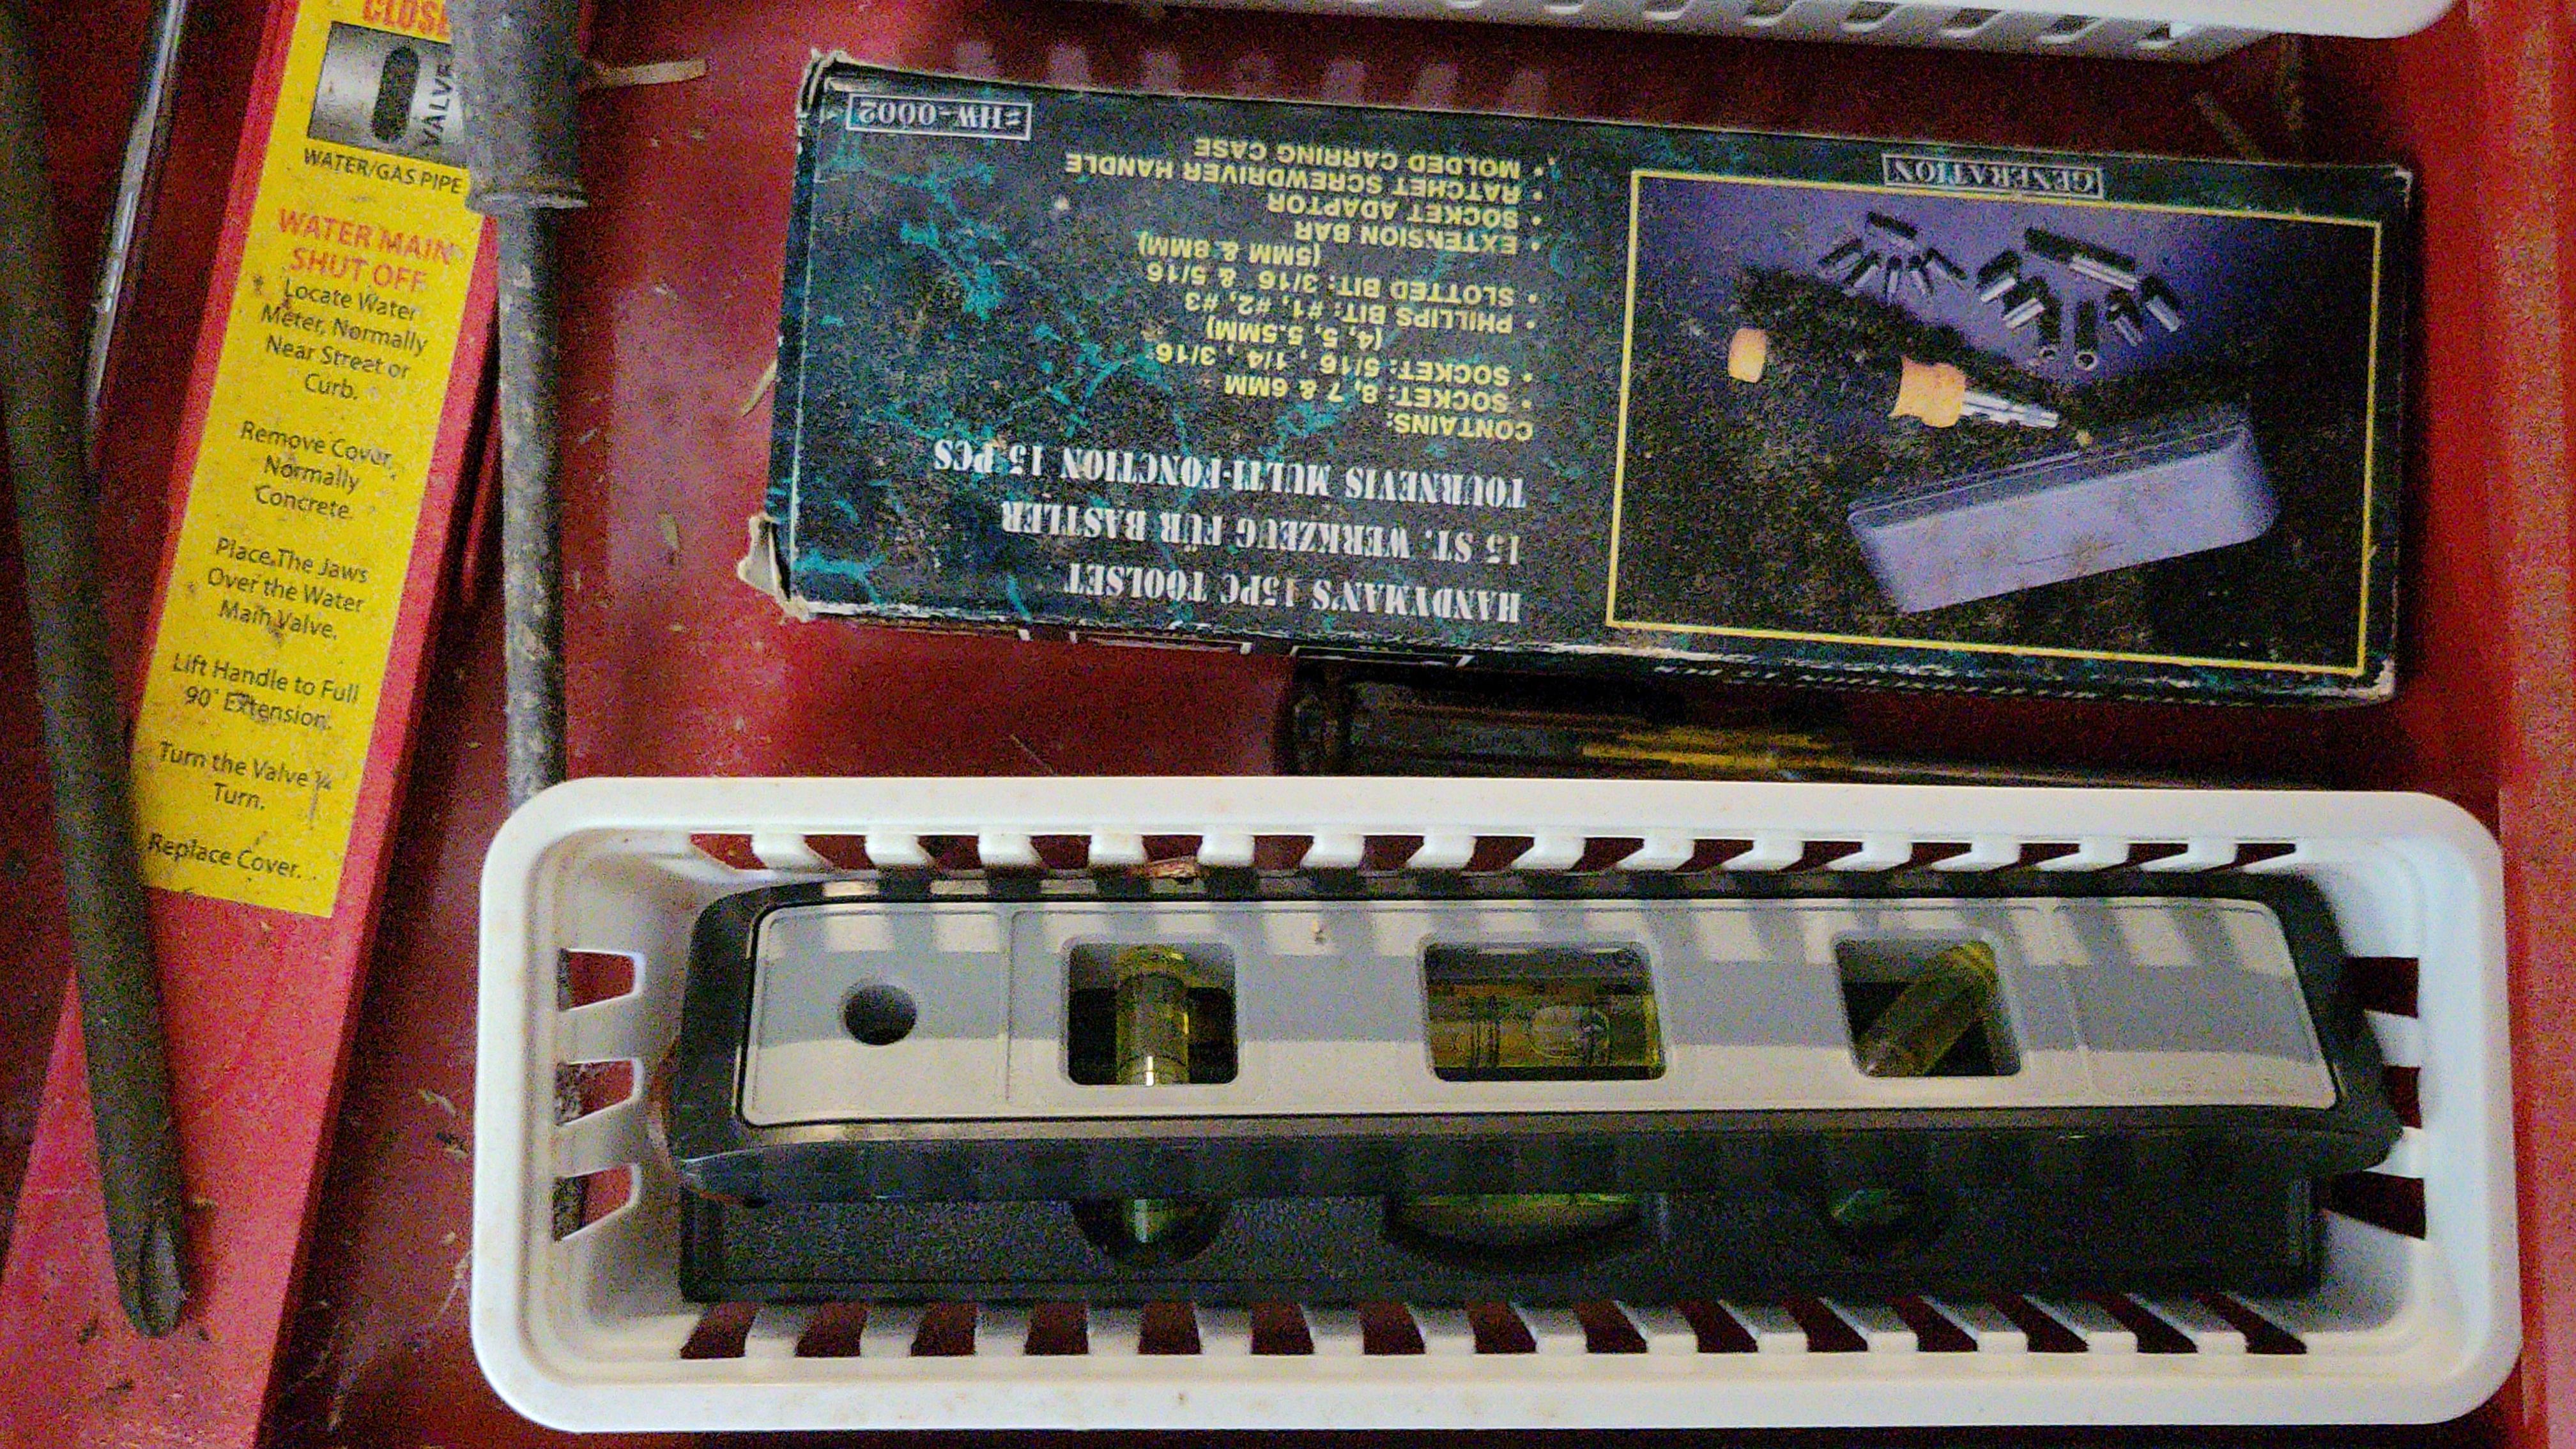 CLOSE
VALVE
WATER/GAS PIPE
WATER MAIN
SHUT OFF
Locate Water
Meter, Normally
Near Street or
Curb.
Remove Cover,
Normally
Concrete.
Place The Jaws
Over the Water
Main Valve.
Lift Handle to Full
90° Extension.
Turn the Valve ¼
Turn.
Replace Cover.
HANDYMAN'S 15PC TOOLSET
15 ST. WERKZEUG FÜR BASTLER
TOURNEVIS MULTI-FONCTION 15 PCS
CONTAINS:
• SOCKET: 8, 7 & 6MM
• SOCKET: 5/16, 1/4, 3/16
(4, 5, 5.5MM)
• PHILLIPS BIT: #1, #2, #3
• SLOTTED BIT: 3/16 & 5/16
(5MM & 8MM)
• EXTENSION BAR
• SOCKET ADAPTOR
• RATCHET SCREWDRIVER HANDLE
• MOLDED CARRING CASE
#HW-0002
GENERATION